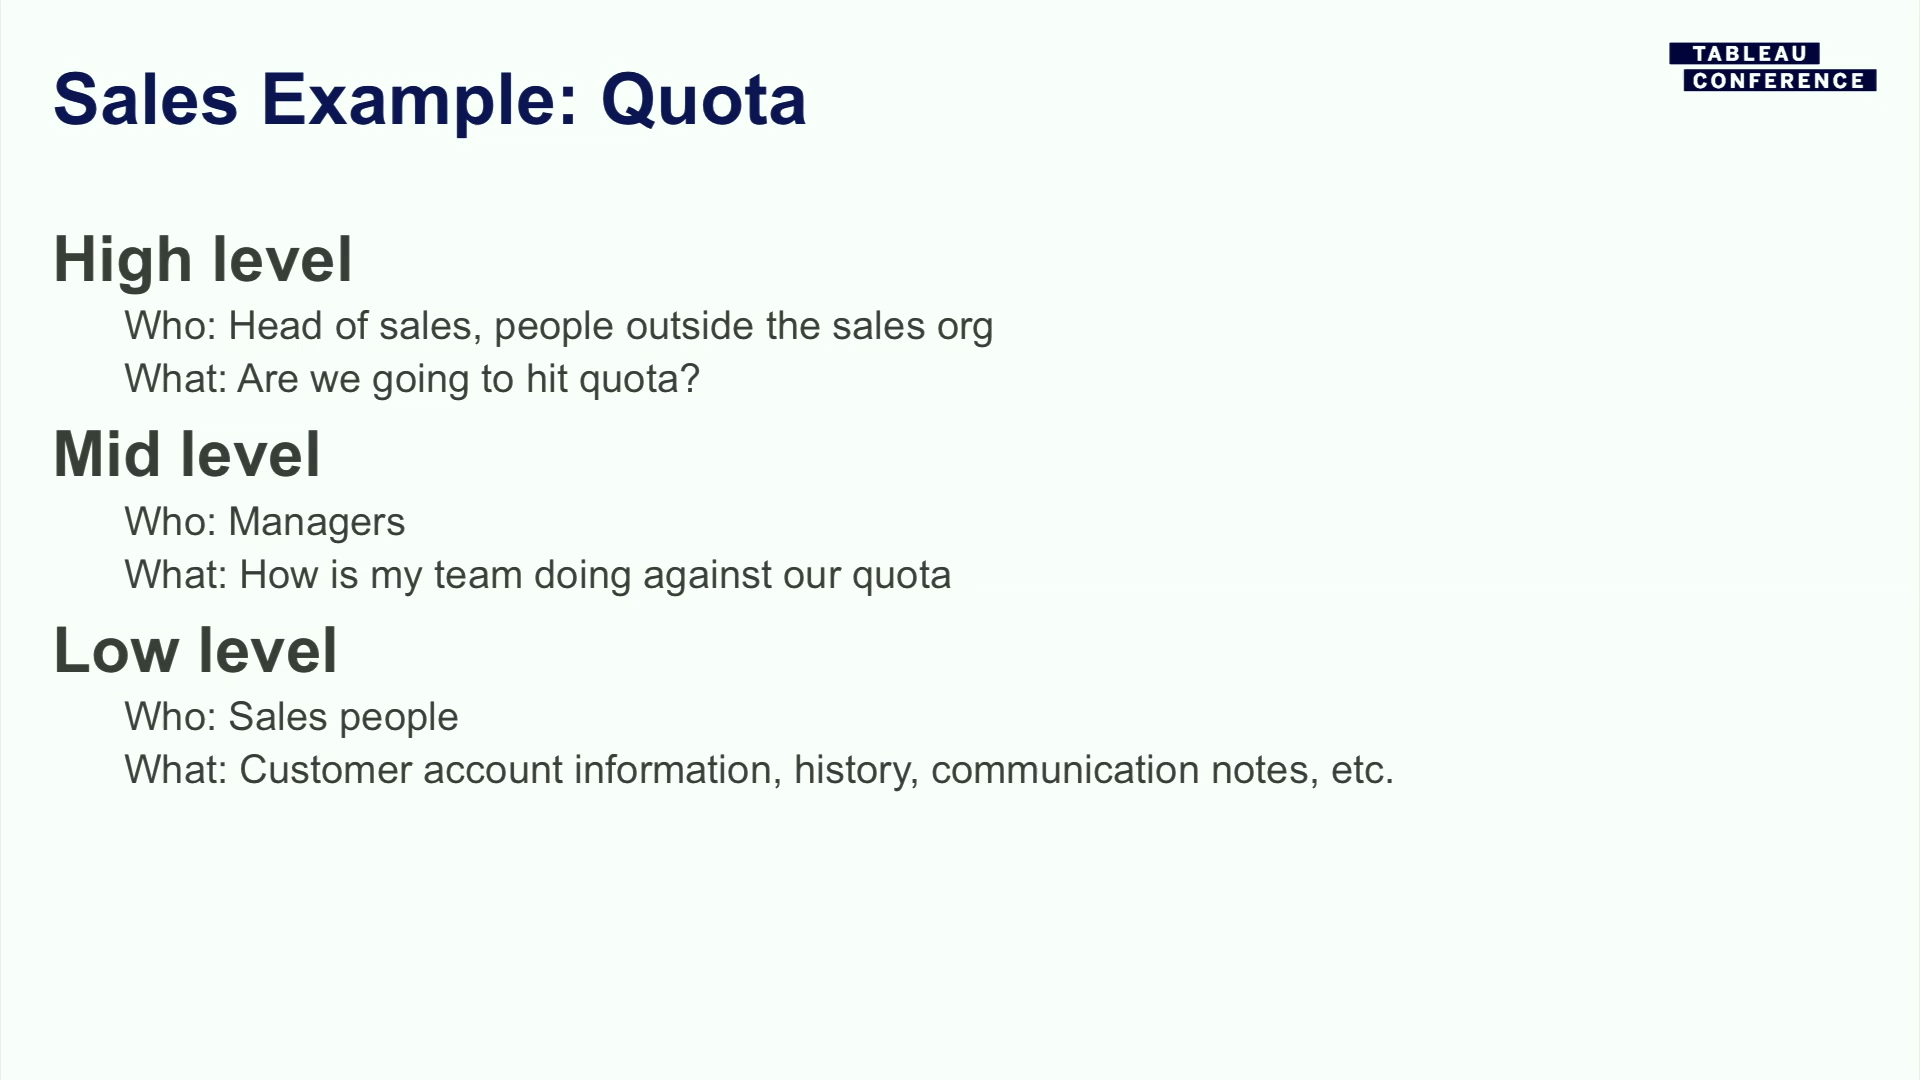 Sales Example: Quota
TABLEAU
CONFERENCE
High level
Who: Head of sales, people outside the sales org
What: Are we going to hit quota?
Mid level
Who: Managers
What: How is my team doing against our quota
Low level
Who: Sales people
What: Customer account information, history, communication notes, etc.